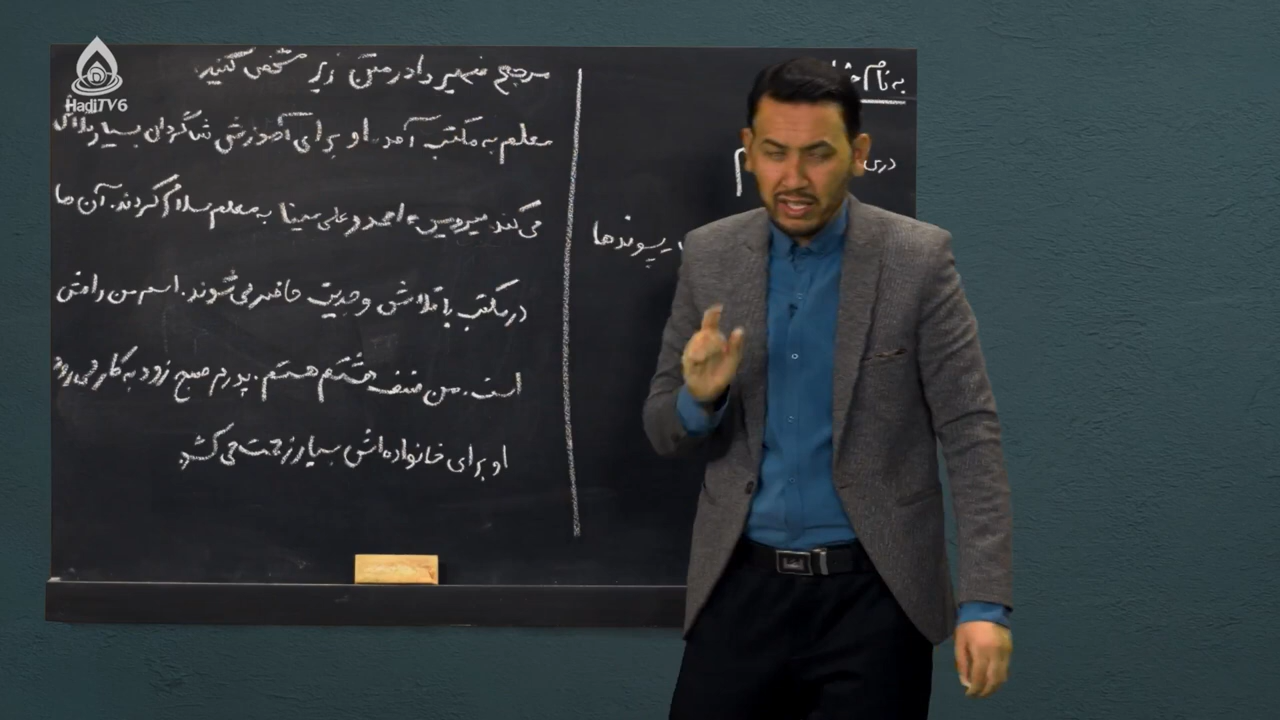 به نام
دری
پسوندها
مرجع ضمیر را در متن زیر مشخص کنید.
معلم به مکتب آمد. او برای آموزش شاگردان بسیار تلاش
می‌کند. میرویس، احمد و علی سینا به معلم سلام کردند. آن ها
در مکتب با تلاش و جدیت حاضر می‌شوند. اسم من رامش
است. من صنف هشتم هستم. پدرم صبح زود به کار می‌رود
او برای خانواده‌اش بسیار زحمت می‌کشد
HadiTV6